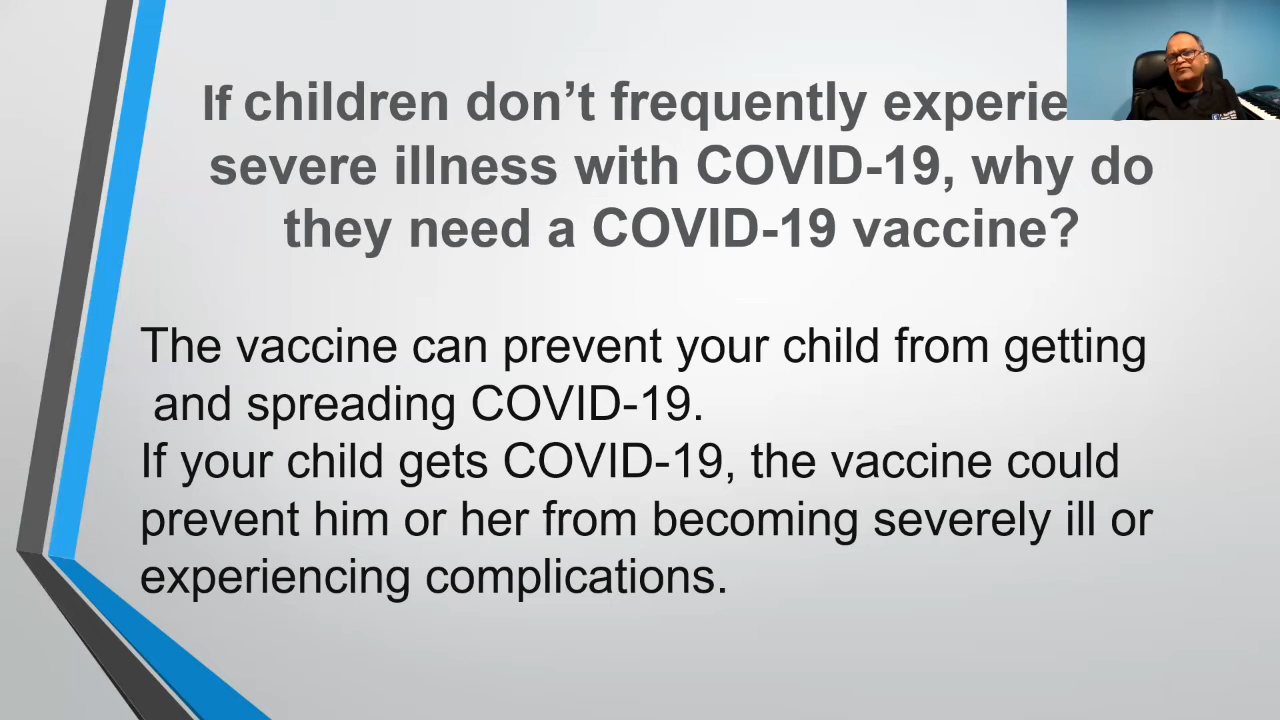 If children don’t frequently
severe illness with COVID-19, why do
they need a COVID-19 vaccine?
The vaccine can prevent your child from getting
and spreading COVID-19.
If your child gets COVID-19, the vaccine could
prevent him or her from becoming severely ill or
experiencing complications.